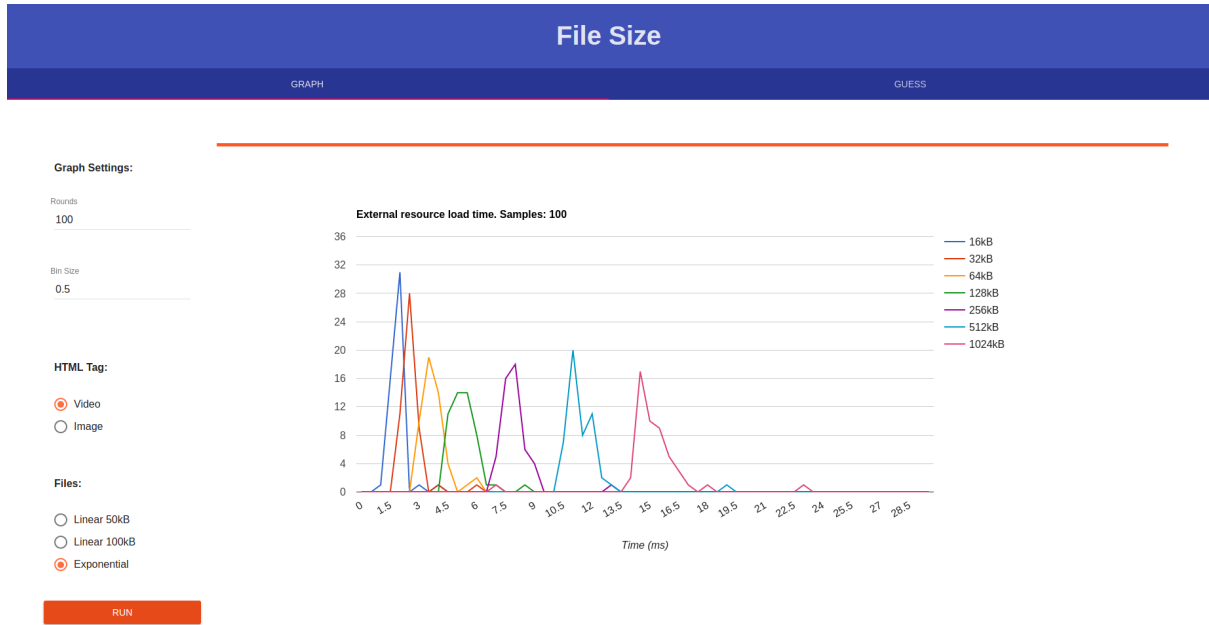 File Size
GRAPH
GUESS
Graph Settings:
Rounds
100
Bin Size
0.5
HTML Tag:
Video
Image
Files:
Linear 50kB
Linear 100kB
Exponential
RUN
External resource load time. Samples: 100
36
32
28
24
20
16
12
8
4
0
0 1.5 3 4.5 6 7.5 9 10.5 12 13.5 15 16.5 18 19.5 21 22.5 24 25.5 27 28.5
Time (ms)
16kB
32kB
64kB
128kB
256kB
512kB
1024kB